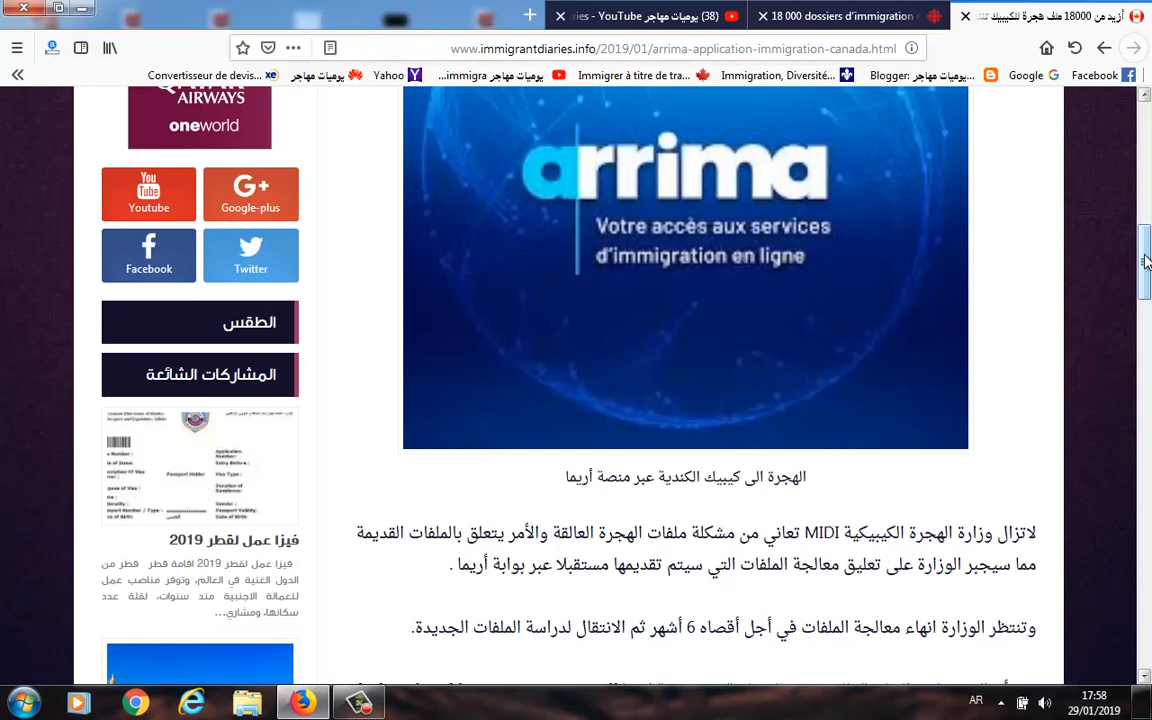 أزيد من 18000 ملف هجرة للكيبيك تنت
18 000 dossiers d'immigration
ries - YouTube يوميات مهاجر (38)
www.immigrantdiaries.info/2019/01/arrima-application-immigration-canada.html
Facebook
Google
Blogger: يوميات مهاجر...
Immigration, Diversité...
Immigrer à titre de tra...
يوميات مهاجر immigra...
Yahoo
يوميات مهاجر
Convertisseur de devis...
AIRWAYS
oneworld
You
Tube
Youtube
G+
Google-plus
Facebook
Twitter
الطقس
المشاركات الشائعة
فيزا عمل لقطر 2019
فيزا عمل لقطر 2019 اقامة قطر قطر من
الدول الغنية في العالم، وتوفر مناصب عمل
للعمالة الاجنبية منذ سنوات، لقلة عدد
سكانها، ومشاري...
arrima
Votre accès aux services
d'immigration en ligne
الهجرة الى كيبيك الكندية عبر منصة أريما
لاتزال وزارة الهجرة الكيبيكية MIDI تعاني من مشكلة ملفات الهجرة العالقة والأمر يتعلق بالملفات القديمة
مما سيجبر الوزارة على تعليق معالجة الملفات التي سيتم تقديمها مستقبلا عبر بوابة أريما .
وتنتظر الوزارة انهاء معالجة الملفات في أجل أقصاه 6 أشهر ثم الانتقال لدراسة الملفات الجديدة.
AR
17:58
29/01/2019